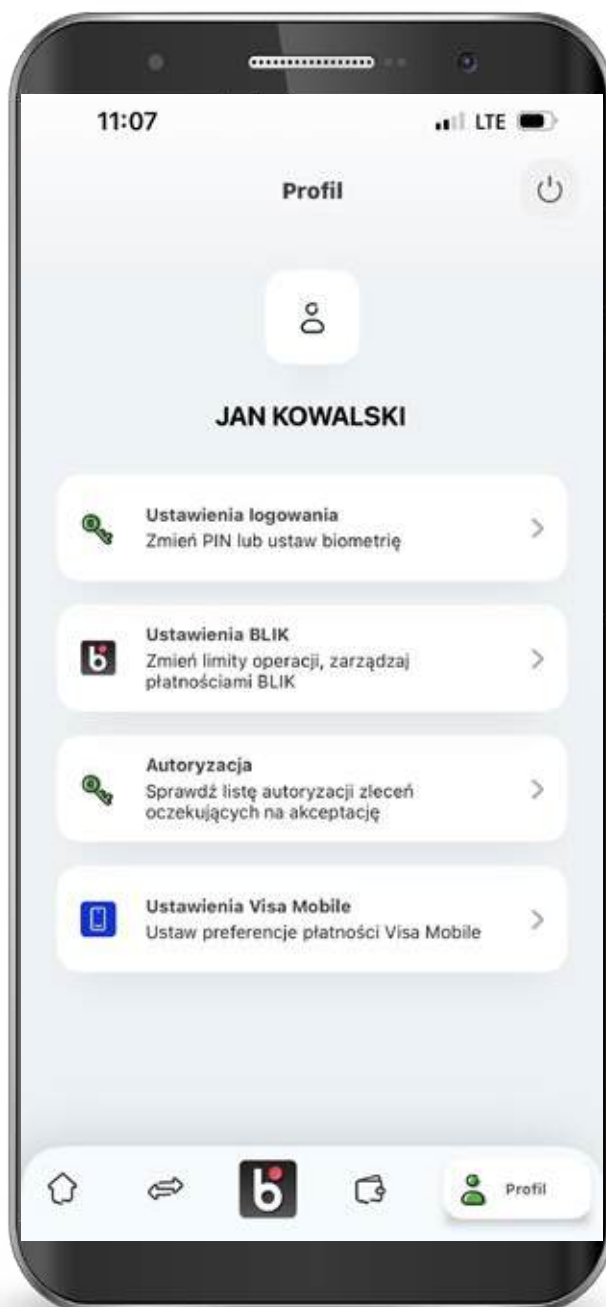 11:07
LTE
Profil
JAN KOWALSKI
Ustawienia logowania
Zmień PIN lub ustaw biometrię
Ustawienia BLIK
Zmień limity operacji, zarządzaj
płatnościami BLIK
Autoryzacja
Sprawdź listę autoryzacji zleceń
oczekujących na akceptację
Ustawienia Visa Mobile
Ustaw preferencje płatności Visa Mobile
Profil